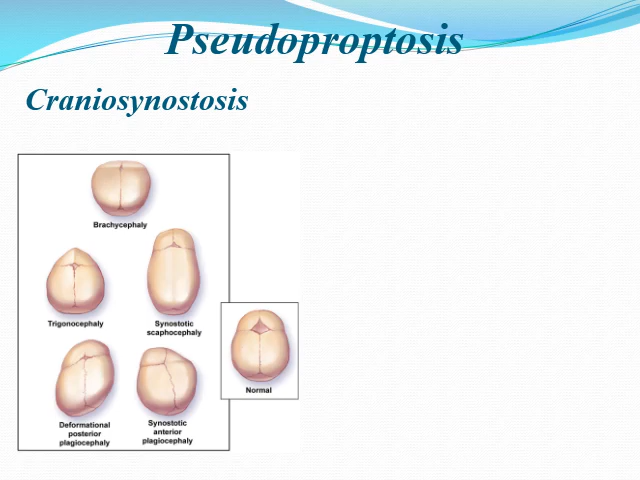 Pseudoproptosis
Craniosynostosis
Brachycephaly
Trigonocephaly
Synostotic
scaphocephaly
Normal
Deformational
posterior
plagiocephaly
Synostotic
anterior
plagiocephaly